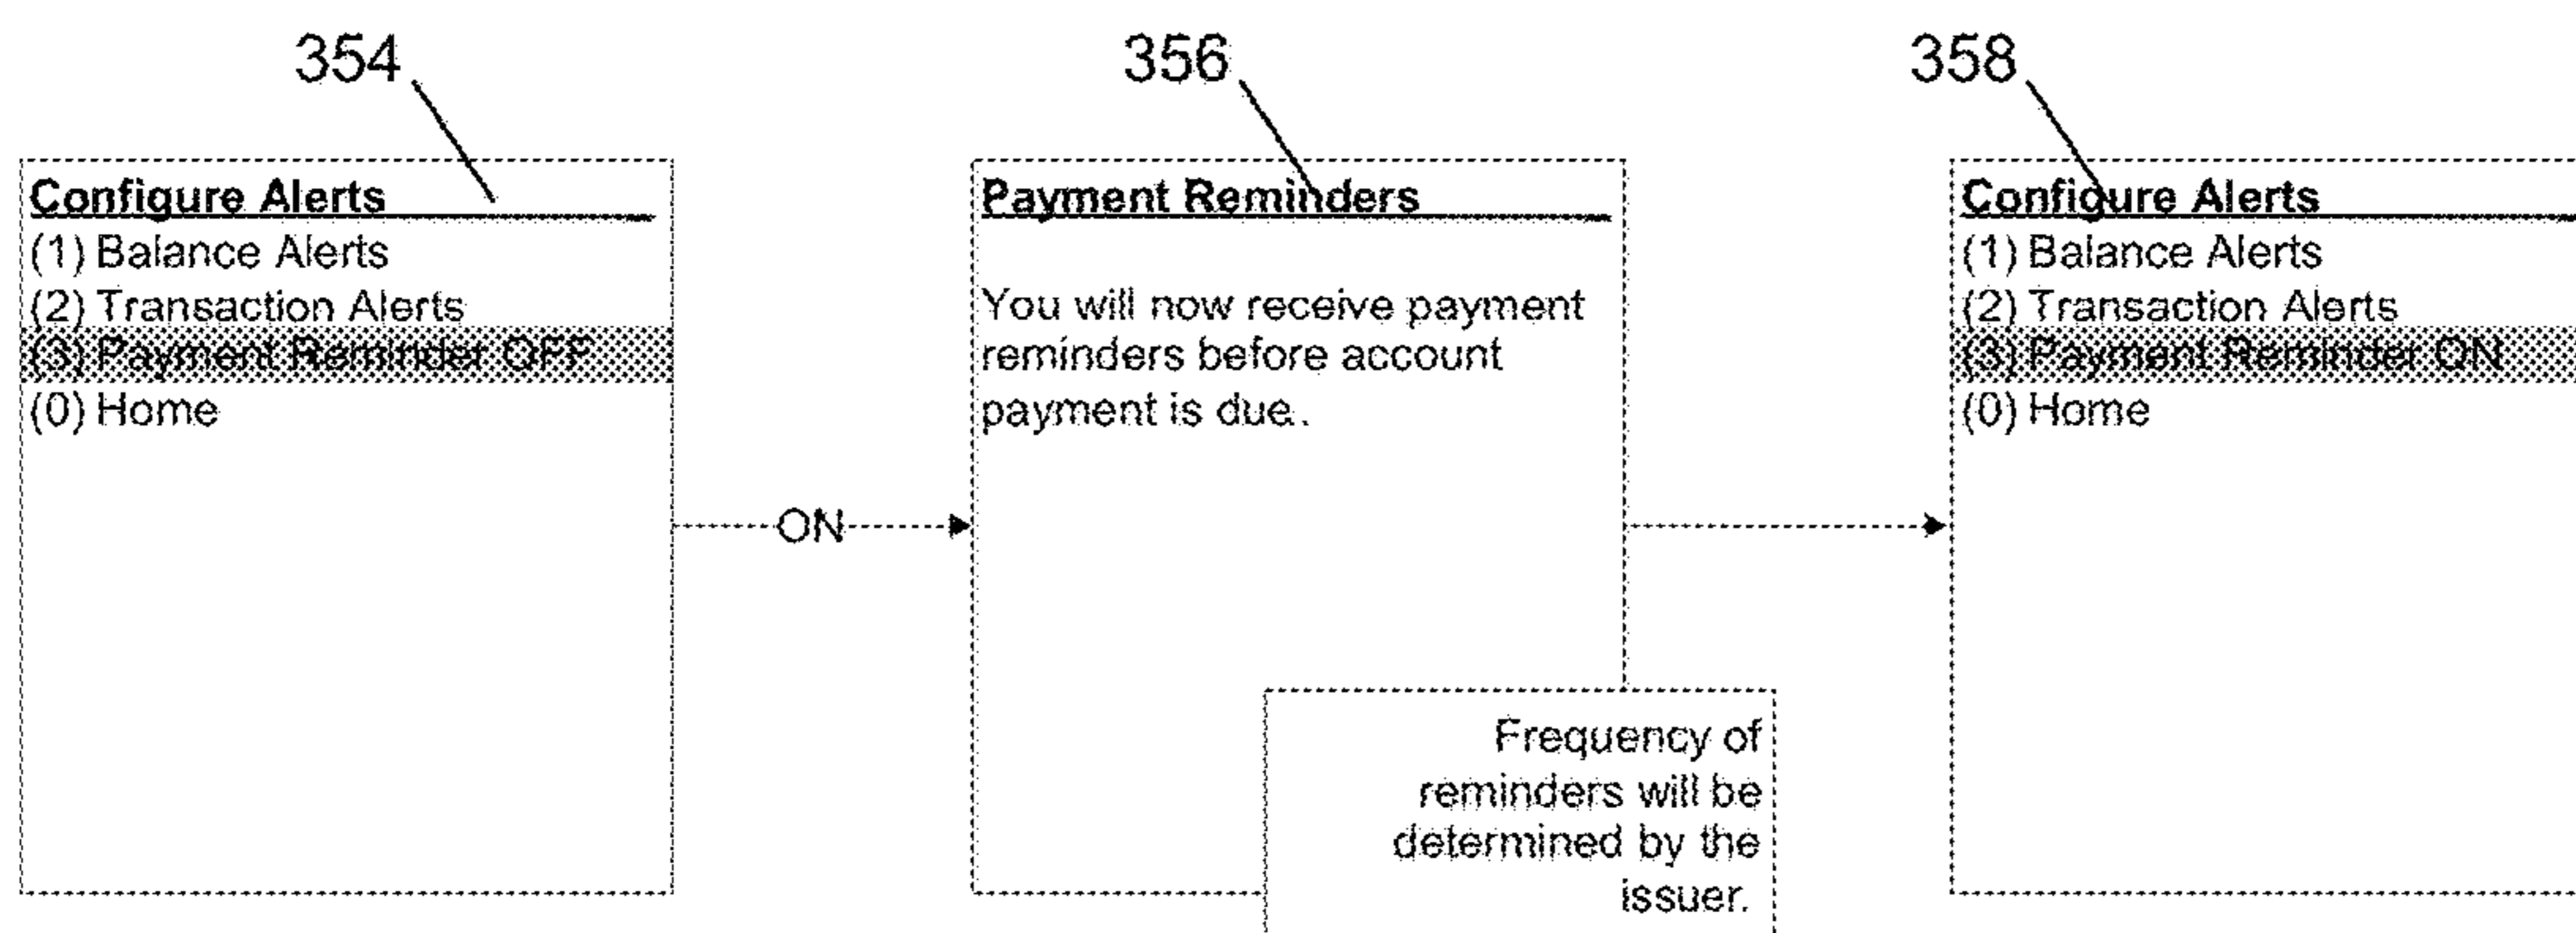 354
356
358
Configure Alerts
(1) Balance Alerts
(2) Transaction Alerts
(3) Payment Reminder OFF
(0) Home
ON
Payment Reminders
You will now receive payment
reminders before account
payment is due.
Frequency of
reminders will be
determined by the
issuer.
Configure Alerts
(1) Balance Alerts
(2) Transaction Alerts
(3) Payment Reminder ON
(0) Home